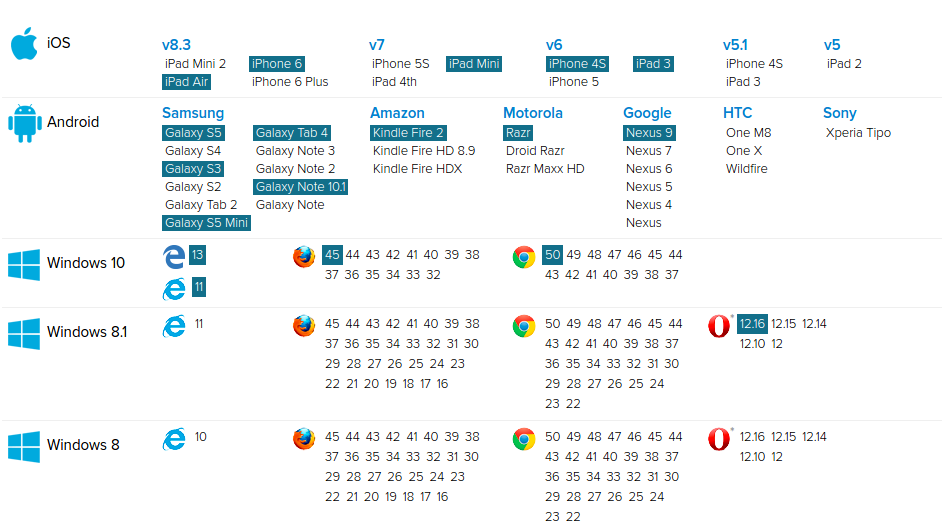 iOS
v8.3 v7 v6 v5.1 v5
iPad Mini 2 iPhone 6 iPhone 5S iPad Mini iPhone 4S iPad 3 iPhone 4S iPad 2
iPad Air iPhone 6 Plus iPad 4th iPhone 5 iPad 3
Android
Samsung Amazon Motorola Google HTC Sony
Galaxy S5 Galaxy Tab 4 Kindle Fire 2 Razr Nexus 9 One M8 Xperia Tipo
Galaxy S4 Galaxy Note 3 Kindle Fire HD 8.9 Droid Razr Nexus 7 One X
Galaxy S3 Galaxy Note 2 Kindle Fire HDX Razr Maxx HD Nexus 6 Wildfire
Galaxy S2 Galaxy Note 10.1 Nexus 5
Galaxy Tab 2 Galaxy Note Nexus 4
Galaxy S5 Mini Nexus
Windows 10
13 45 44 43 42 41 40 39 38 50 49 48 47 46 45 44
37 36 35 34 33 32 43 42 41 40 39 38 37
11
Windows 8.1
11 45 44 43 42 41 40 39 38 50 49 48 47 46 45 44 12.16 12.15 12.14
37 36 35 34 33 32 31 30 43 42 41 40 39 38 37 12.10 12
29 28 27 26 25 24 23 36 35 34 33 32 31 30
22 21 20 19 18 17 16 29 28 27 26 25 24
23 22
Windows 8
10 45 44 43 42 41 40 39 38 50 49 48 47 46 45 44 12.16 12.15 12.14
37 36 35 34 33 32 31 30 43 42 41 40 39 38 37 12.10 12
29 28 27 26 25 24 23 36 35 34 33 32 31 30
22 21 20 19 18 17 16 29 28 27 26 25 24
23 22